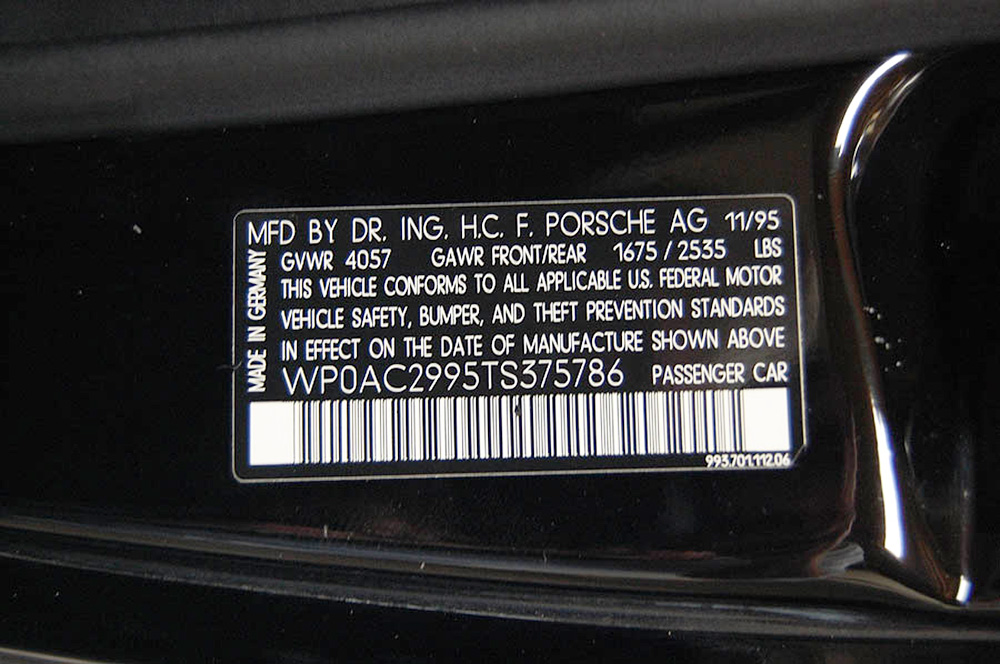 MFD BY DR. ING. H.C. F. PORSCHE AG 11/95
GVWR 4057 GAWR FRONT/REAR 1675 / 2535 LBS
THIS VEHICLE CONFORMS TO ALL APPLICABLE U.S. FEDERAL MOTOR
VEHICLE SAFETY, BUMPER, AND THEFT PREVENTION STANDARDS
IN EFFECT ON THE DATE OF MANUFACTURE SHOWN ABOVE
WP0AC2995TS375786 PASSENGER CAR
993.701.112.06
MADE IN GERMANY